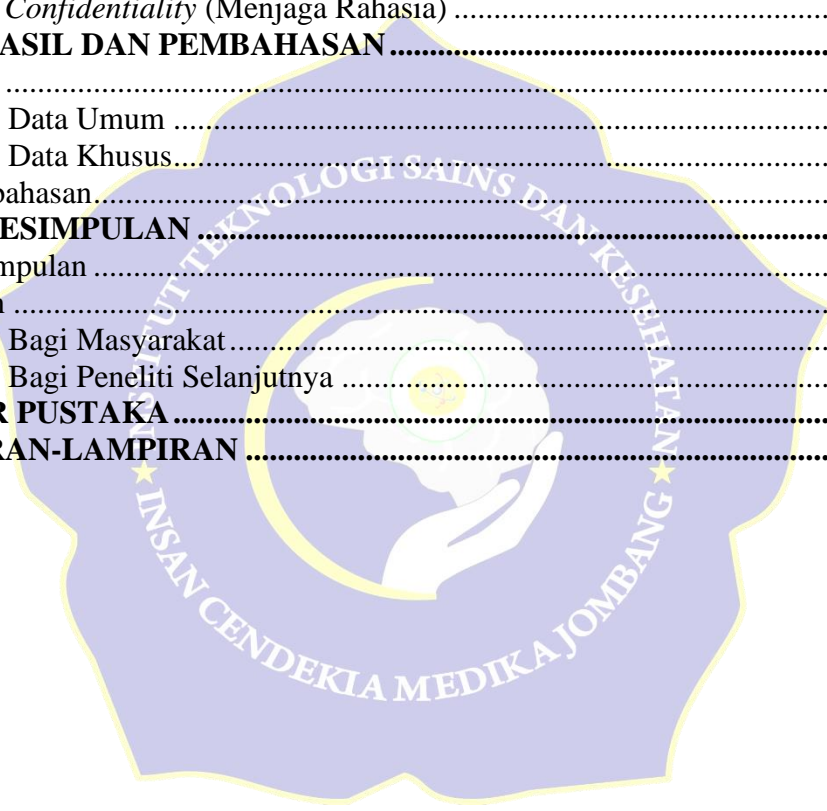 Confidentiality (Menjaga Rahasia) ........................................................
ASIL DAN PEMBAHASAN ........................................................
........................................................
Data Umum ........................................................
Data Khusus ........................................................
bahasan ........................................................
ESIMPULAN ........................................................
mpulan ........................................................
n ........................................................
Bagi Masyarakat ........................................................
Bagi Peneliti Selanjutnya ........................................................
R PUSTAKA ........................................................
RAN-LAMPIRAN ........................................................
INSTITUT TEKNOLOGI SAINS DAN KESEHATAN
INSAN CENDEKIA MEDIKA JOMBANG